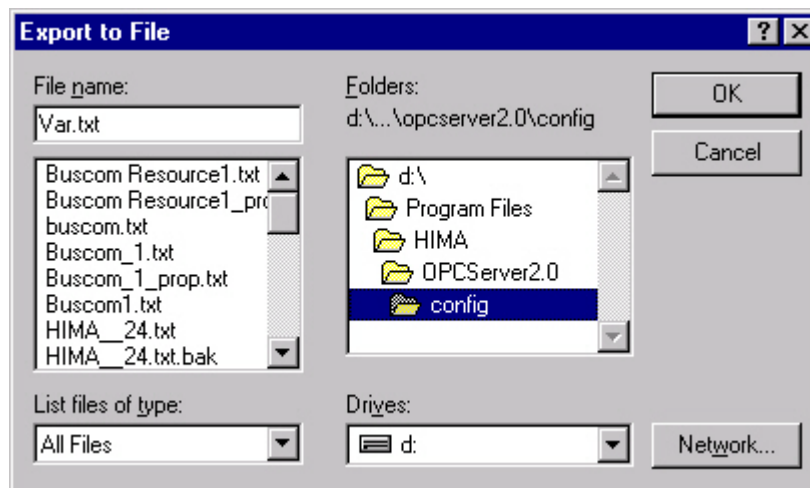 Export to File
File name:
Var.txt
Buscom Resource1.txt
Buscom Resource1_pro
buscom.txt
Buscom_1.txt
Buscom_1_prop.txt
Buscom1.txt
HIMA__24.txt
HIMA__24.txt.bak
List files of type:
All Files
Folders:
d:\...\opcserver2.0\config
d:\
Program Files
HIMA
OPCServer2.0
config
Drives:
d:
OK
Cancel
Network...